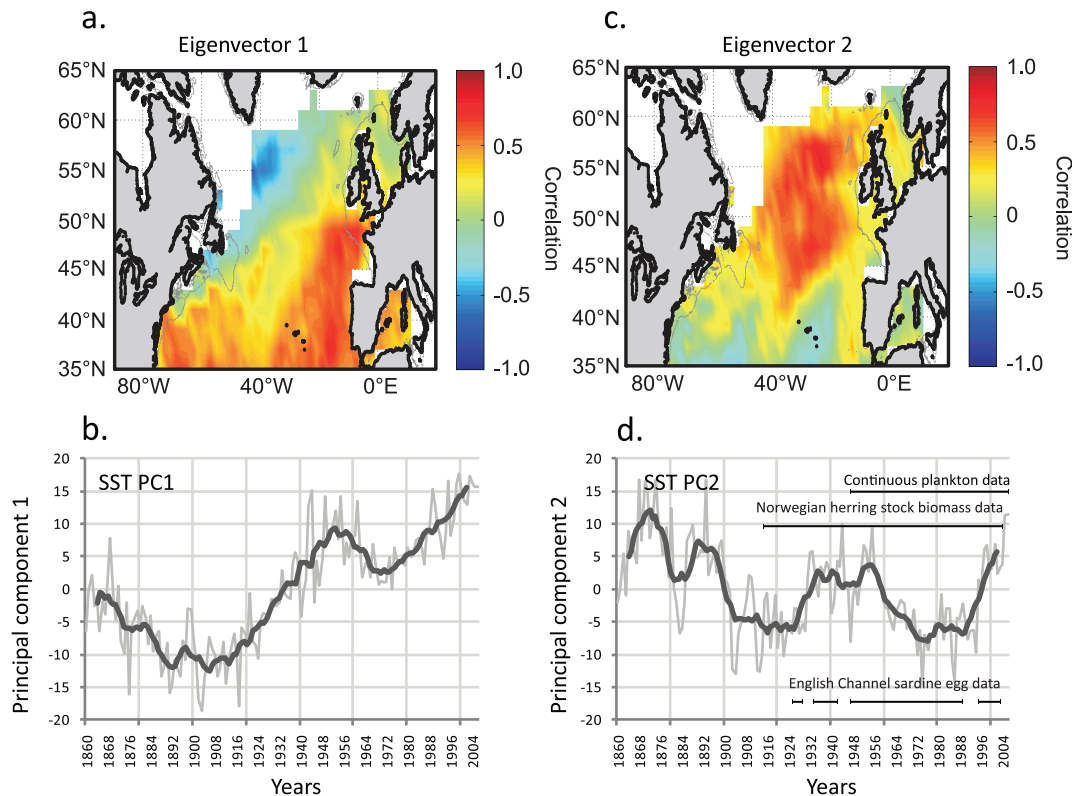 a.
Eigenvector 1
65°N
60°N
55°N
50°N
45°N
40°N
35°N
80°W
40°W
0°E
1.0
0.5
0
-0.5
-1.0
Correlation
c.
Eigenvector 2
65°N
60°N
55°N
50°N
45°N
40°N
35°N
80°W
40°W
0°E
1.0
0.5
0
-0.5
-1.0
Correlation
b.
SST PC1
Principal component 1
20
15
10
5
0
-5
-10
-15
-20
1860
1868
1876
1884
1892
1900
1908
1916
1924
1932
1940
1948
1956
1964
1972
1980
1988
1996
2004
Years
d.
SST PC2
Continuous plankton data
Norwegian herring stock biomass data
English Channel sardine egg data
Principal component 2
20
15
10
5
0
-5
-10
-15
-20
1860
1868
1876
1884
1892
1900
1908
1916
1924
1932
1940
1948
1956
1964
1972
1980
1988
1996
2004
Years